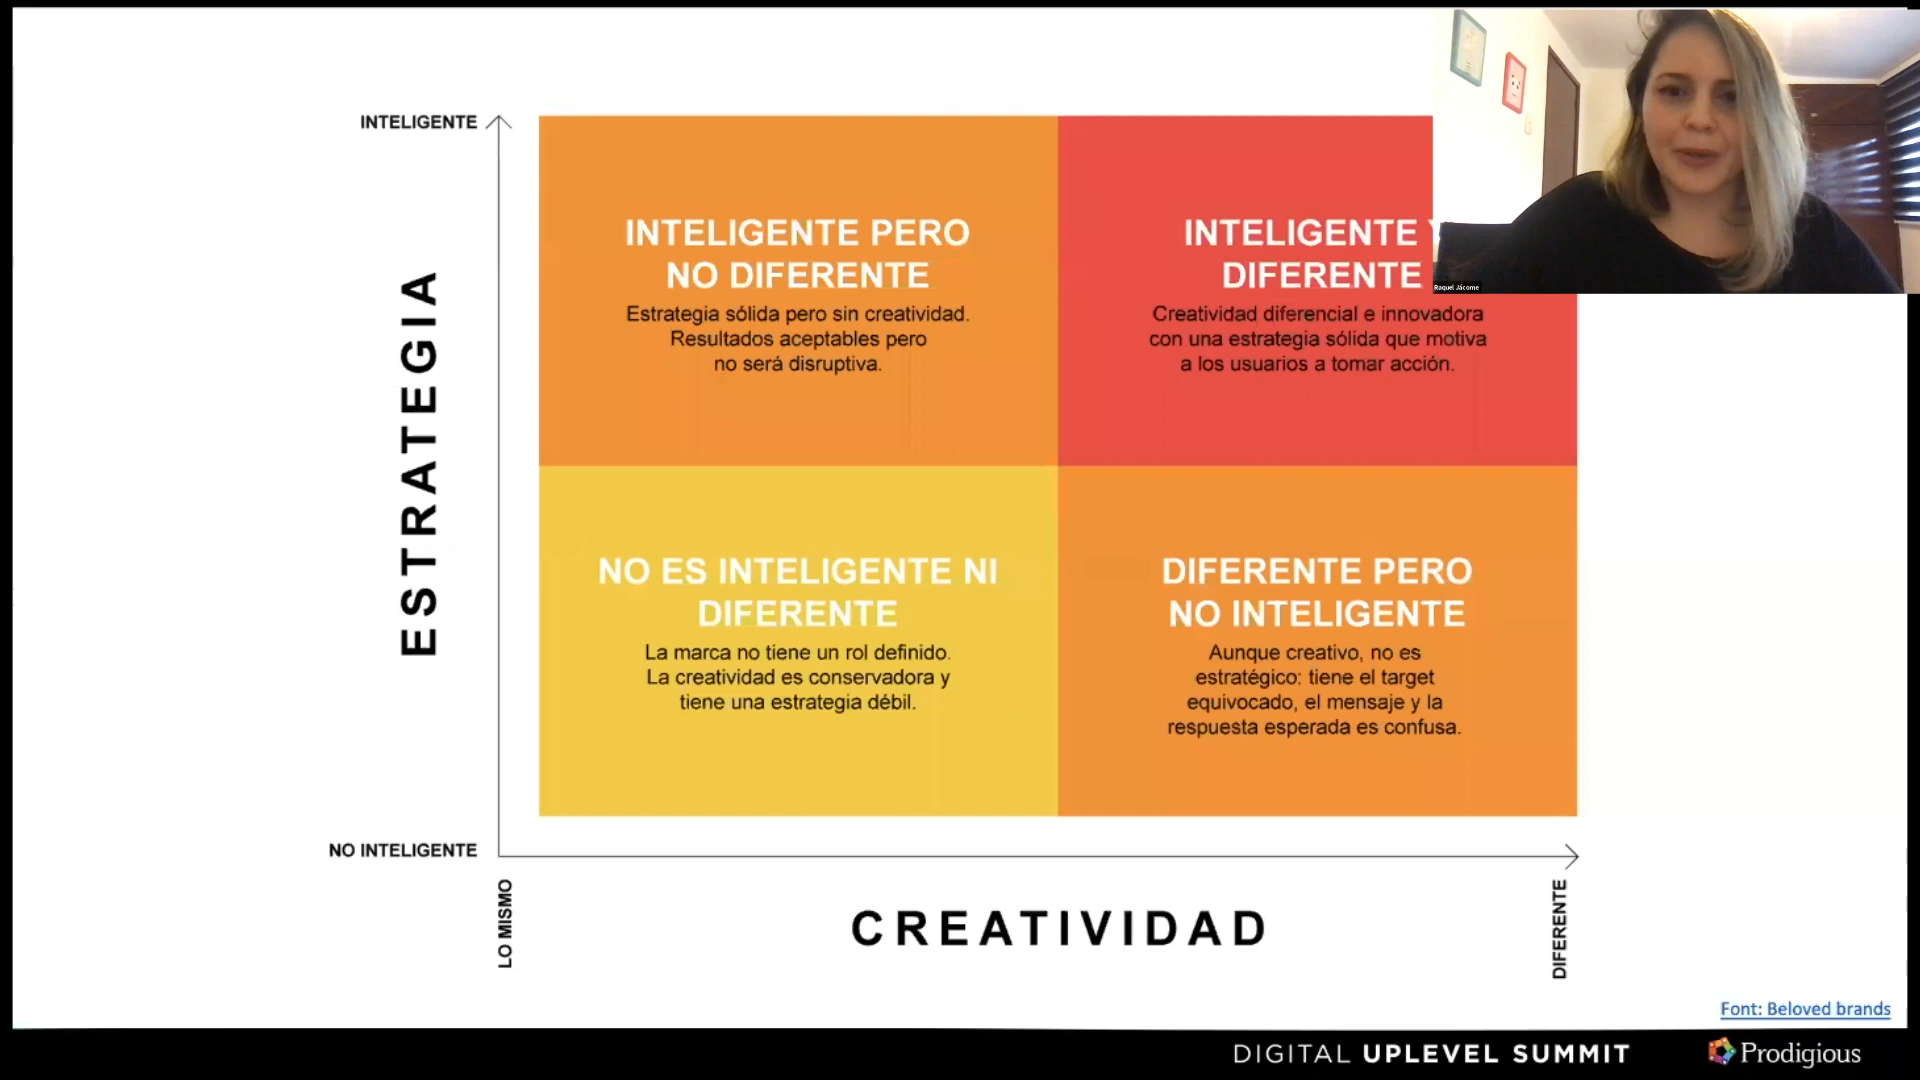 INTELIGENTE
ESTRATEGIA
NO INTELIGENTE
INTELIGENTE PERO
NO DIFERENTE
Estrategia sólida pero sin creatividad.
Resultados aceptables pero
no será disruptiva.
INTELIGENTE Y
DIFERENTE
Creatividad diferencial e innovadora
con una estrategia sólida que motiva
a los usuarios a tomar acción.
Raquel Jácome
NO ES INTELIGENTE NI
DIFERENTE
La marca no tiene un rol definido.
La creatividad es conservadora y
tiene una estrategia débil.
DIFERENTE PERO
NO INTELIGENTE
Aunque creativo, no es
estratégico: tiene el target
equivocado, el mensaje y la
respuesta esperada es confusa.
LO MISMO
CREATIVIDAD
DIFERENTE
Font: Beloved brands
DIGITAL UPLEVEL SUMMIT
Prodigious